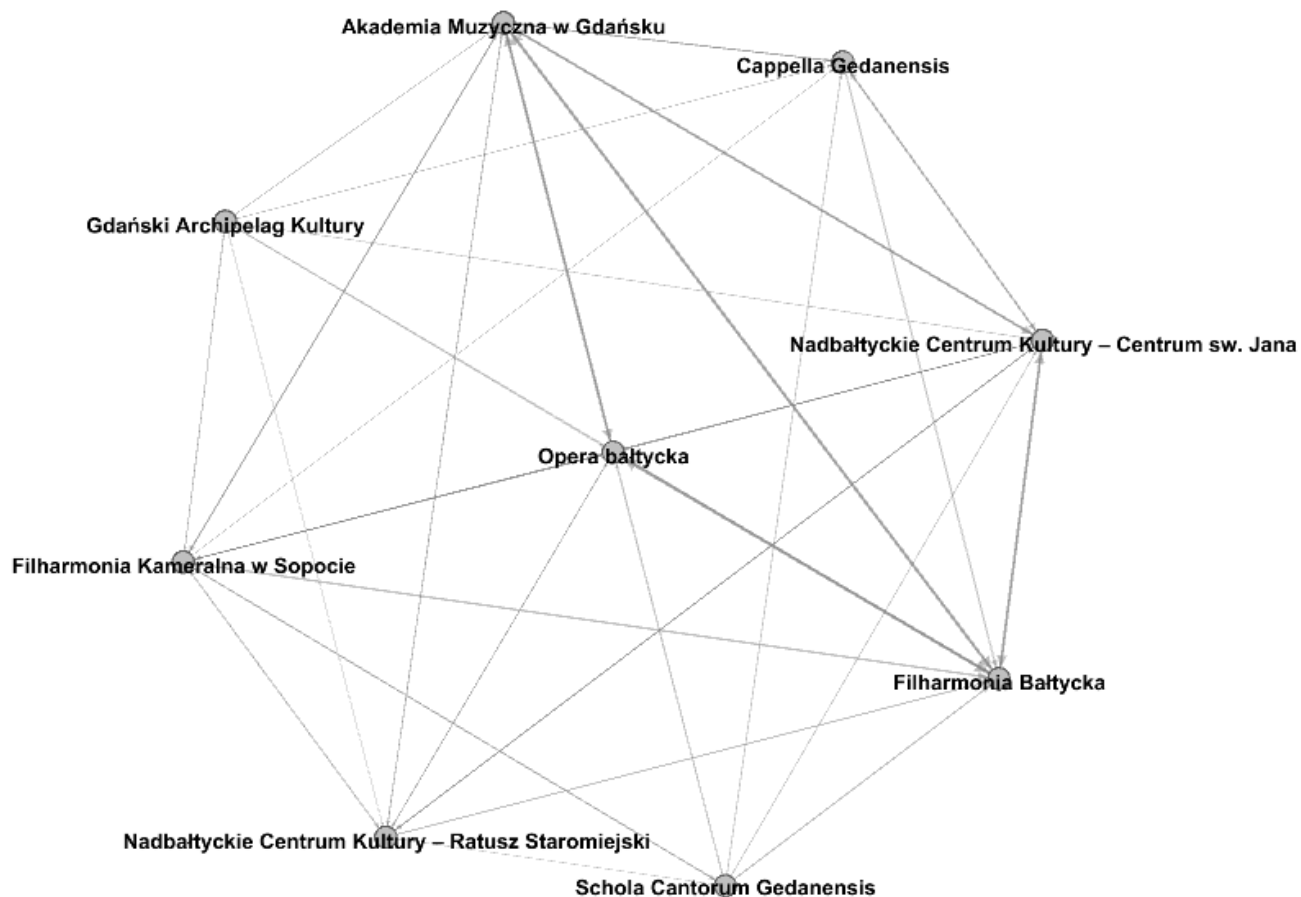 Akademia Muzyczna w Gdańsku
Cappella Gedanensis
Gdański Archipelag Kultury
Nadbałtyckie Centrum Kultury – Centrum sw. Jana
Opera bałtycka
Filharmonia Kameralna w Sopocie
Filharmonia Bałtycka
Nadbałtyckie Centrum Kultury – Ratusz Staromiejski
Schola Cantorum Gedanensis